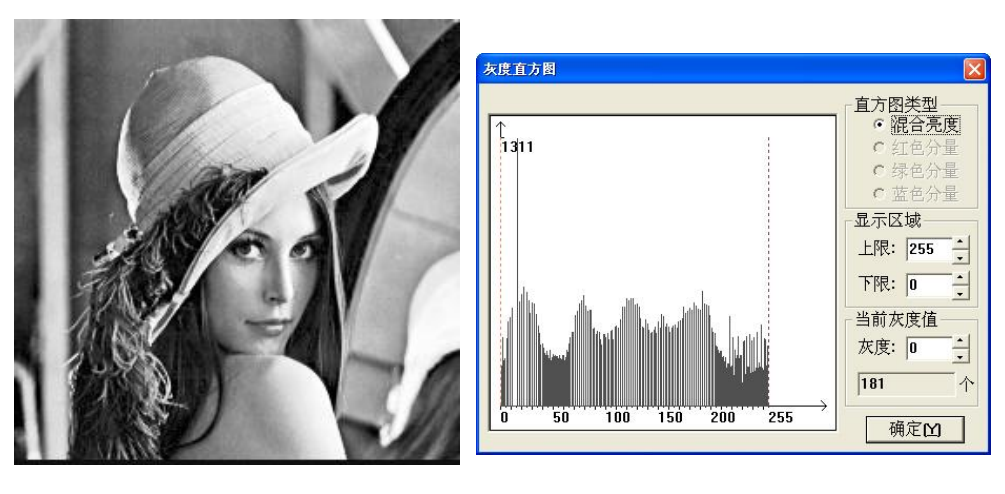 灰度直方图
1311
0 50 100 150 200 255
直方图类型
混合亮度
红色分量
绿色分量
蓝色分量
显示区域
上限: 255
下限: 0
当前灰度值
灰度: 0
181 个
确定[Y]